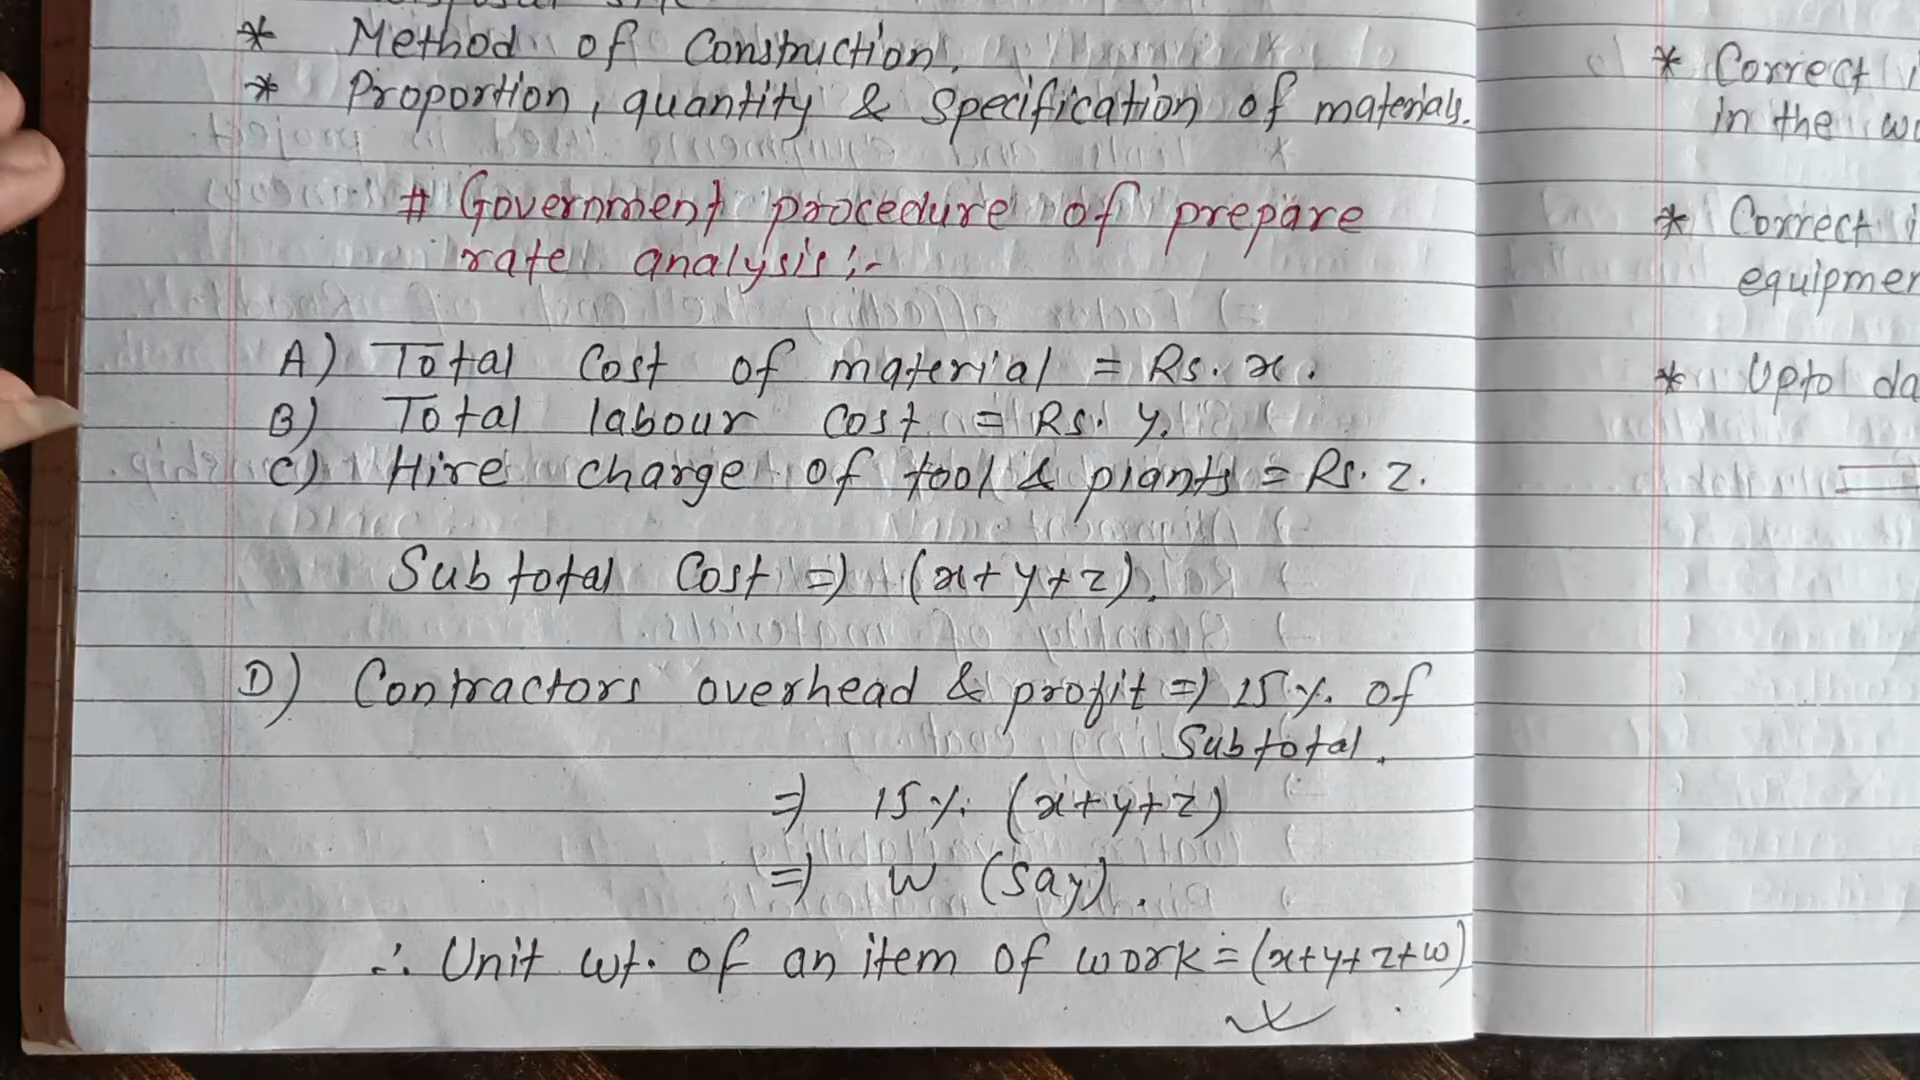 * Method of Construction.
* Proportion, quantity & Specification of materials.
# Government procedure of prepare
rate analysis :-
A) Total Cost of material = Rs. x.
B) Total labour cost = Rs. y.
C) Hire charge of tool & plants = Rs. z.
Subtotal Cost => (x+y+z).
D) Contractors overhead & profit => 15%. of
Subtotal.
=> 15%. (x+y+z)
=> w (say).
∴ Unit wt. of an item of work = (x+y+z+w)
* Correct
in the
* Correct
* Upto